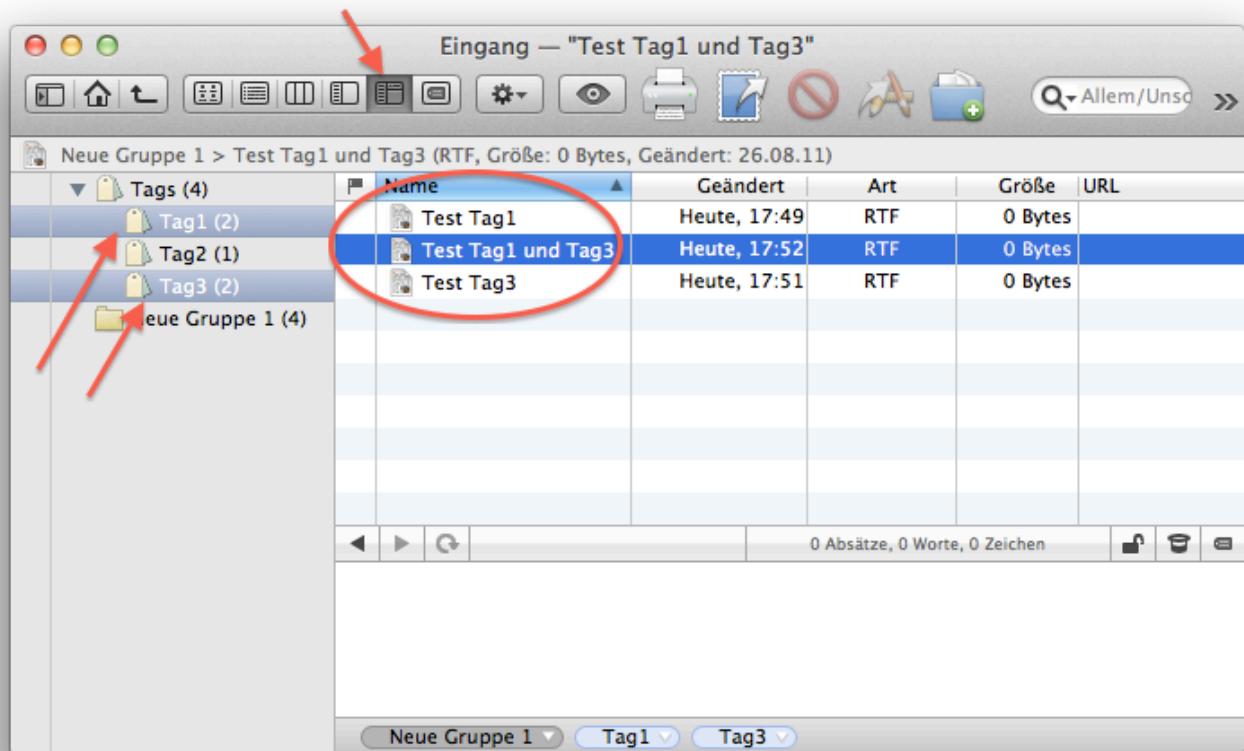 Eingang — "Test Tag1 und Tag3"
Allem/Unsc
Neue Gruppe 1 > Test Tag1 und Tag3 (RTF, Größe: 0 Bytes, Geändert: 26.08.11)
Tags (4)
Tag1 (2)
Tag2 (1)
Tag3 (2)
eue Gruppe 1 (4)
Name Geändert Art Größe URL
Test Tag1 Heute, 17:49 RTF 0 Bytes
Test Tag1 und Tag3 Heute, 17:52 RTF 0 Bytes
Test Tag3 Heute, 17:51 RTF 0 Bytes
0 Absätze, 0 Worte, 0 Zeichen
Neue Gruppe 1 Tag1 Tag3